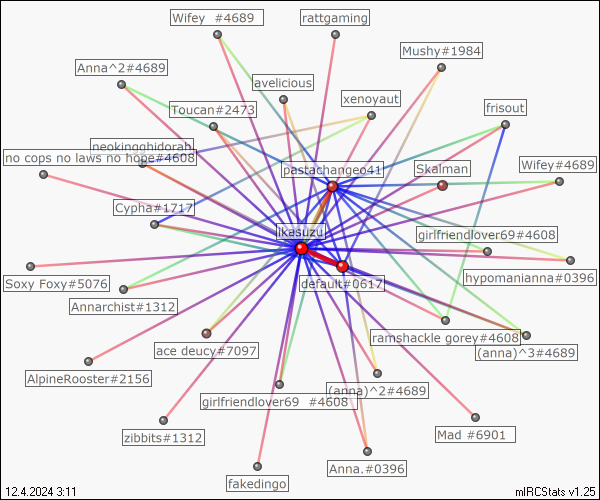 Wifey #4689
rattgaming
Mushy#1984
Anna^2#4689
avelicious
xenoyaut
Toucan#2473
frisout
neokingghidorah
no cops no laws no hope#4608
pastachangeo41
Skalman
Wifey#4689
Cypha#1717
ikasuzu
girlfriendlover69#4608
hypomanianna#0396
Soxy Foxy#5076
default#0617
Annarchist#1312
ramshackle gorey#4608
ace deucy#7097
(anna)^3#4689
AlpineRooster#2156
(anna)^2#4689
girlfriendlover69 #4608
zibbits#1312
Mad #6901
Anna.#0396
fakedingo
12.4.2024 3:11
mIRCStats v1.25